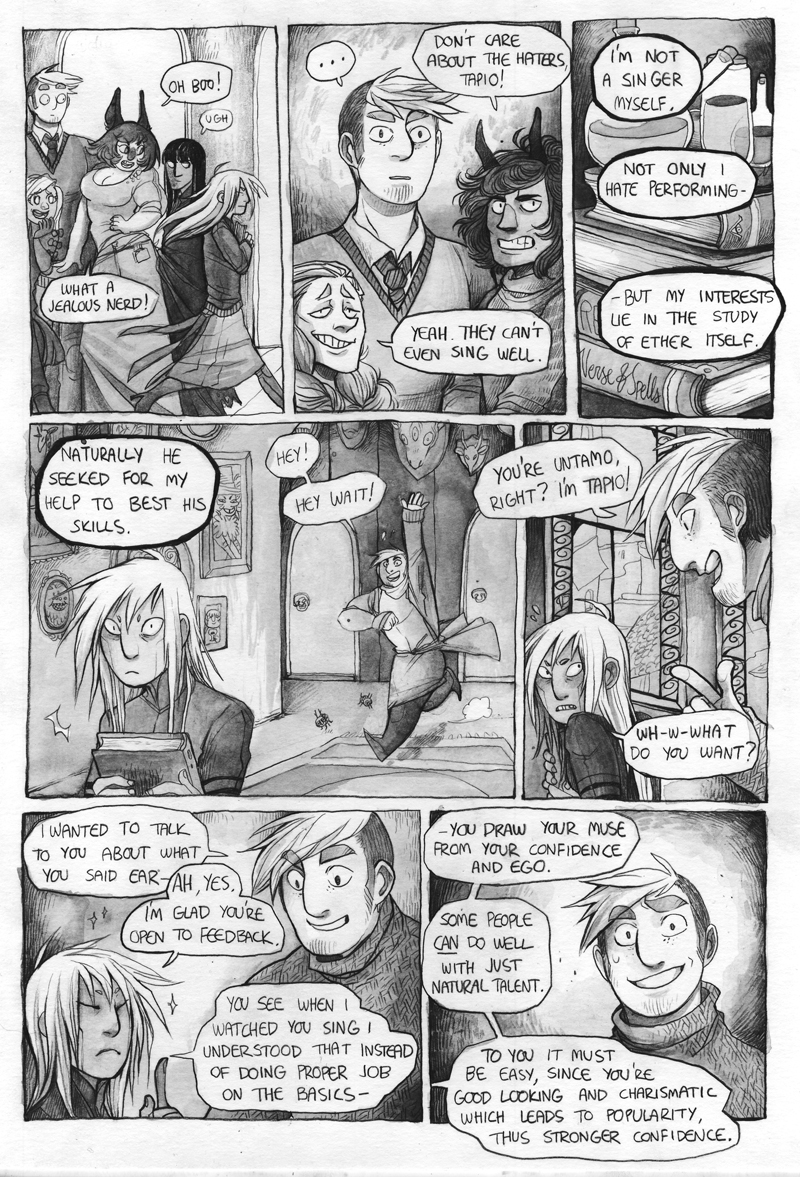 OH BOO!
UGH
WHAT A
JEALOUS NERD!
...
DON'T CARE
ABOUT THE HATERS,
TAPIO!
YEAH. THEY CAN'T
EVEN SING WELL.
I'M NOT
A SINGER
MYSELF,
NOT ONLY I
HATE PERFORMING-
-BUT MY INTERESTS
LIE IN THE STUDY
OF ETHER ITSELF.
Verse & Spells
NATURALLY HE
SEEKED FOR MY
HELP TO BEST HIS
SKILLS.
HEY!
HEY WAIT!
YOU'RE UNTAMO,
RIGHT? I'M TAPIO!
WH-W-WHAT
DO YOU WANT?
I WANTED TO TALK
TO YOU ABOUT WHAT
YOU SAID EAR-
AH, YES.
I'M GLAD YOU'RE
OPEN TO FEEDBACK.
YOU SEE WHEN I
WATCHED YOU SING I
UNDERSTOOD THAT INSTEAD
OF DOING PROPER JOB
ON THE BASICS-
-YOU DRAW YOUR MUSE
FROM YOUR CONFIDENCE
AND EGO.
SOME PEOPLE
CAN DO WELL
WITH JUST
NATURAL TALENT.
TO YOU IT MUST
BE EASY, SINCE YOU'RE
GOOD LOOKING AND CHARISMATIC
WHICH LEADS TO POPULARITY,
THUS STRONGER CONFIDENCE.